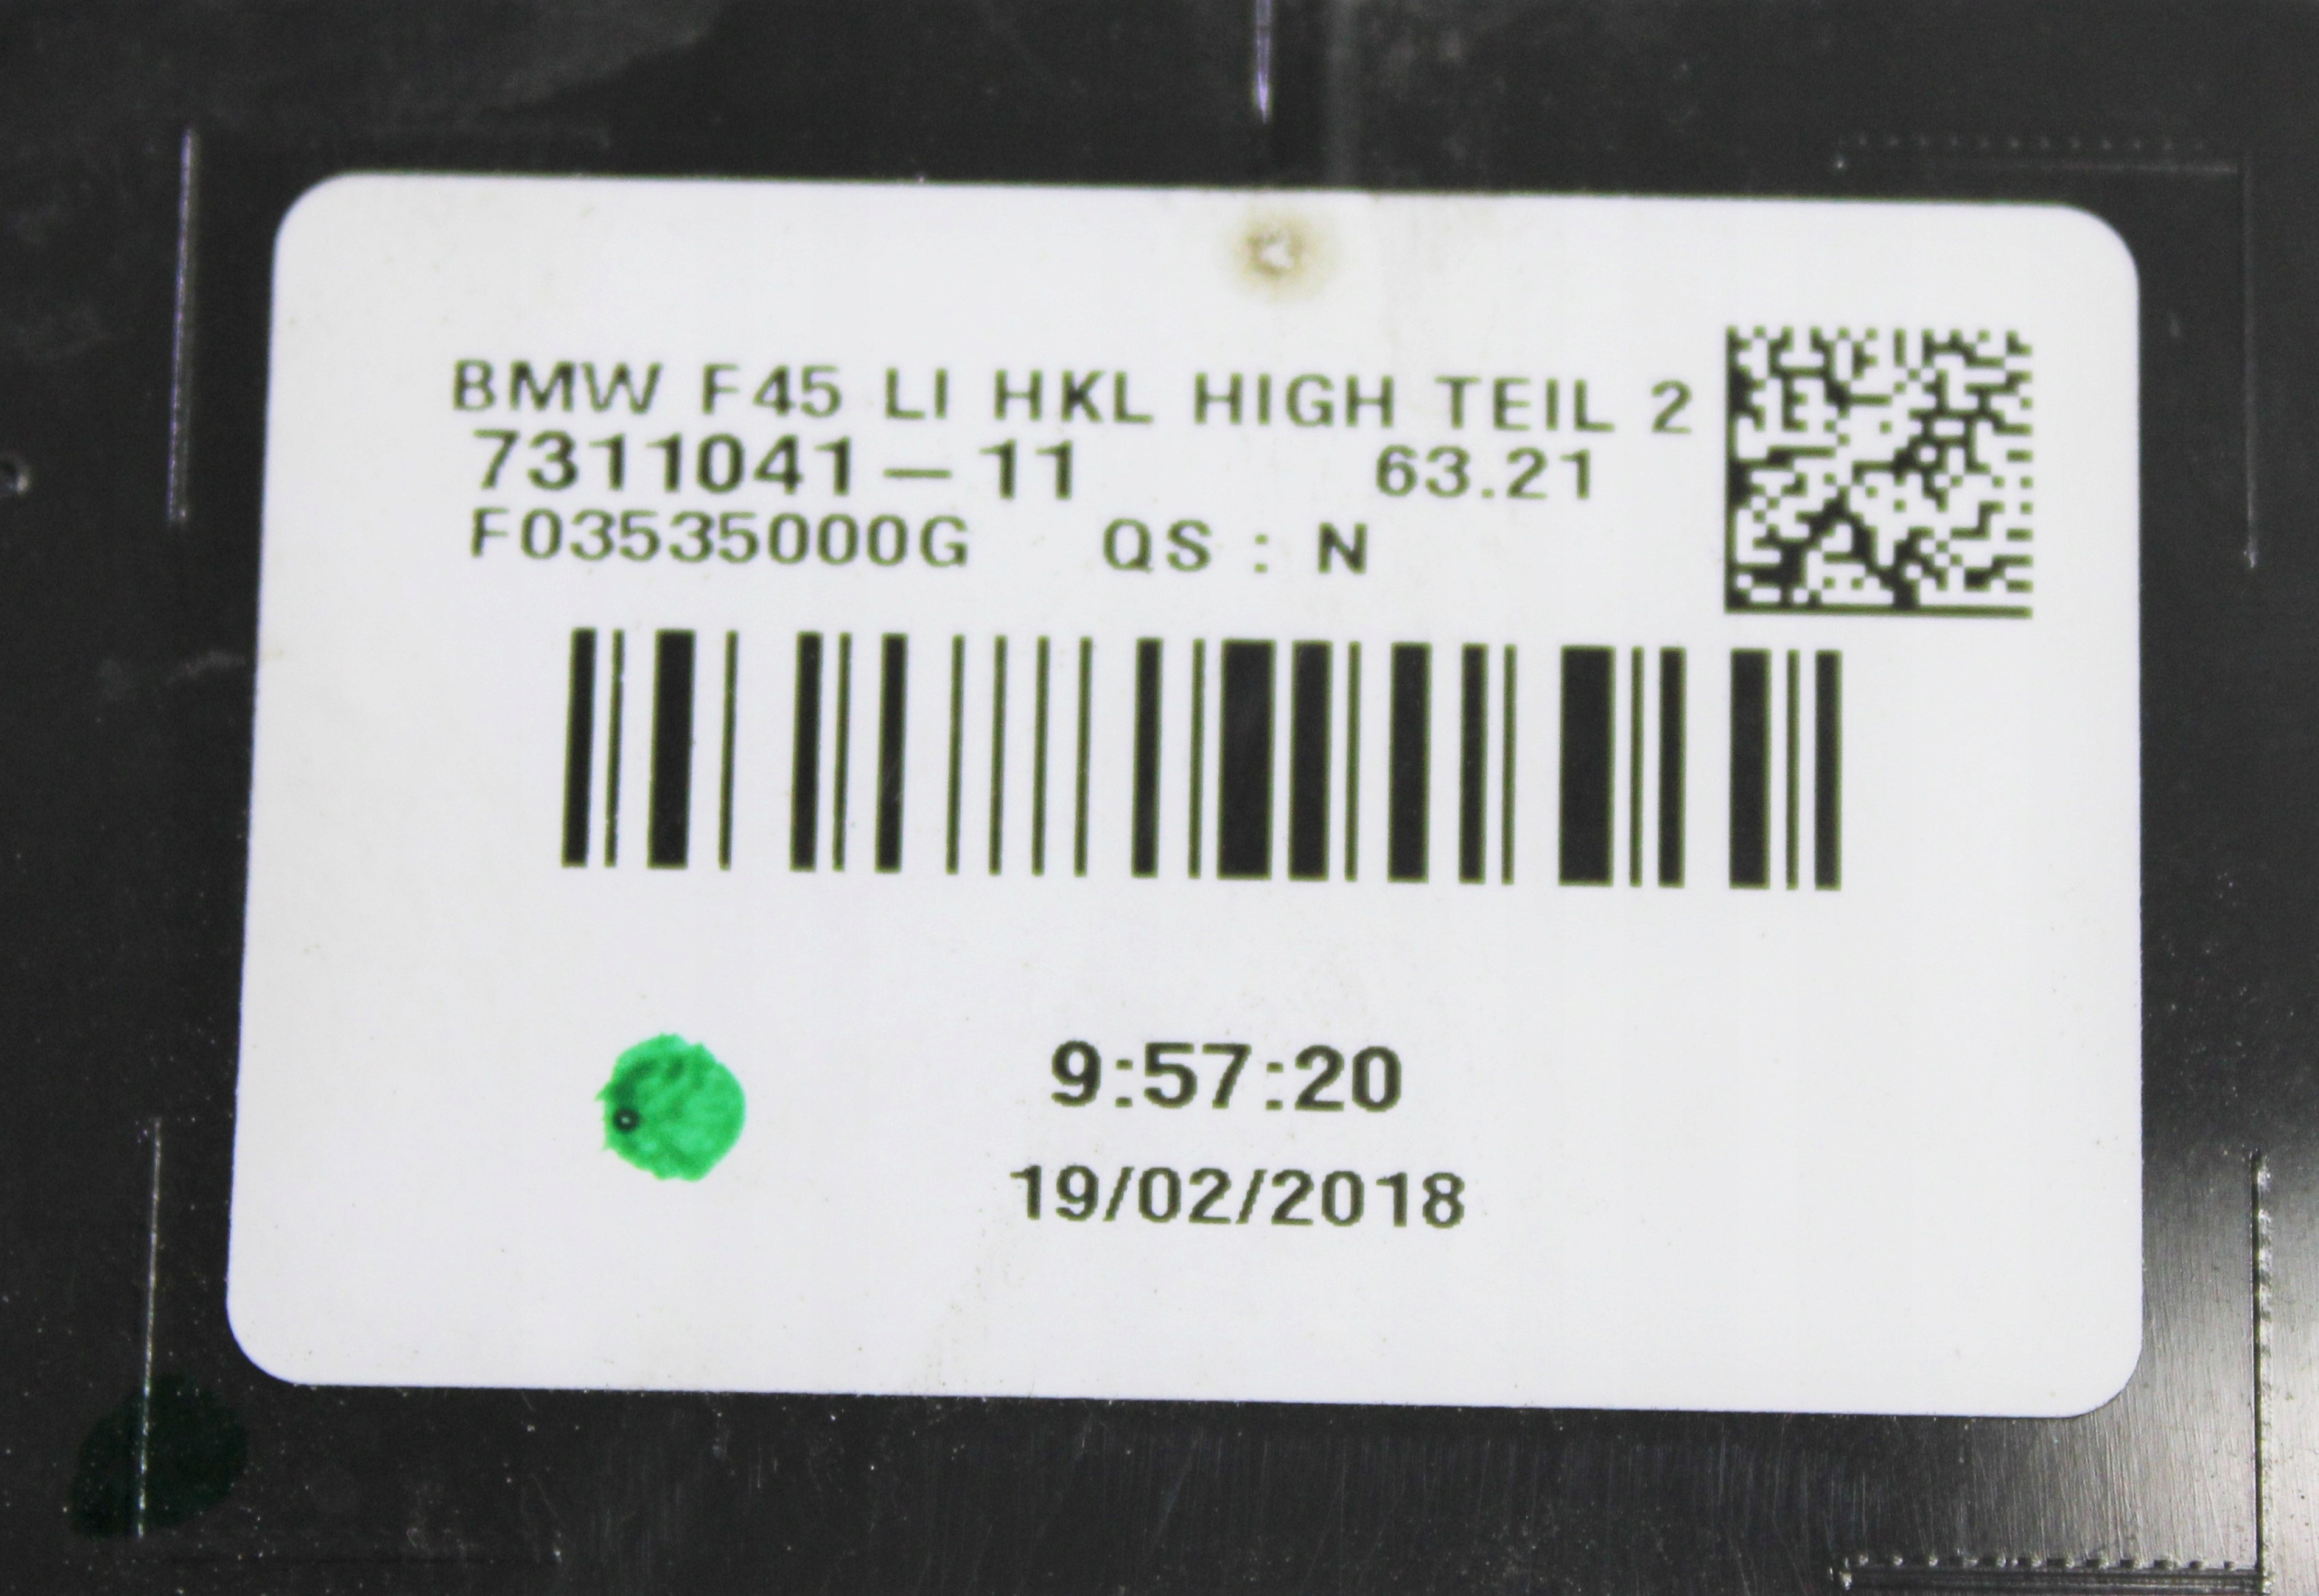 BMW F45 LI HKL HIGH TEIL 2
7311041-11 63.21
F03535000G QS : N
9:57:20
19/02/2018